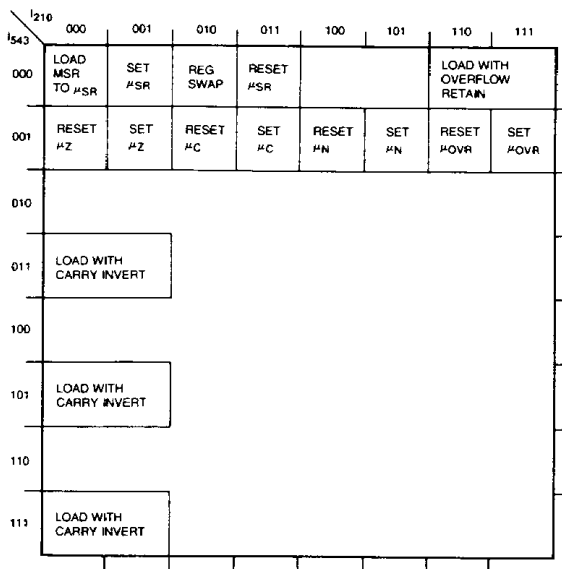 I210
I543
000 001 010 011 100 101 110 111
000 LOAD MSR TO μSR SET μSR REG SWAP RESET μSR LOAD WITH OVERFLOW RETAIN
001 RESET μZ SET μZ RESET μC SET μC RESET μN SET μN RESET μOVR SET μOVR
010
011 LOAD WITH CARRY INVERT
100
101 LOAD WITH CARRY INVERT
110
111 LOAD WITH CARRY INVERT